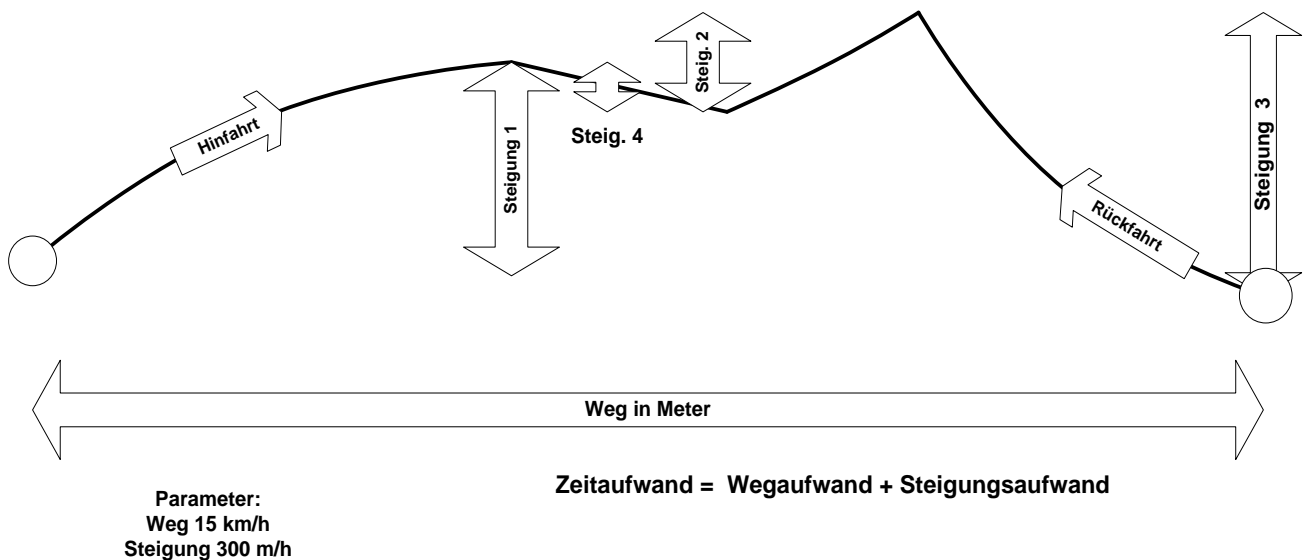 Hinfahrt
Steigung 1
Steig. 4
Steig. 2
Rückfahrt
Steigung 3
Weg in Meter
Zeitaufwand = Wegaufwand + Steigungsaufwand
Parameter:
Weg 15 km/h
Steigung 300 m/h